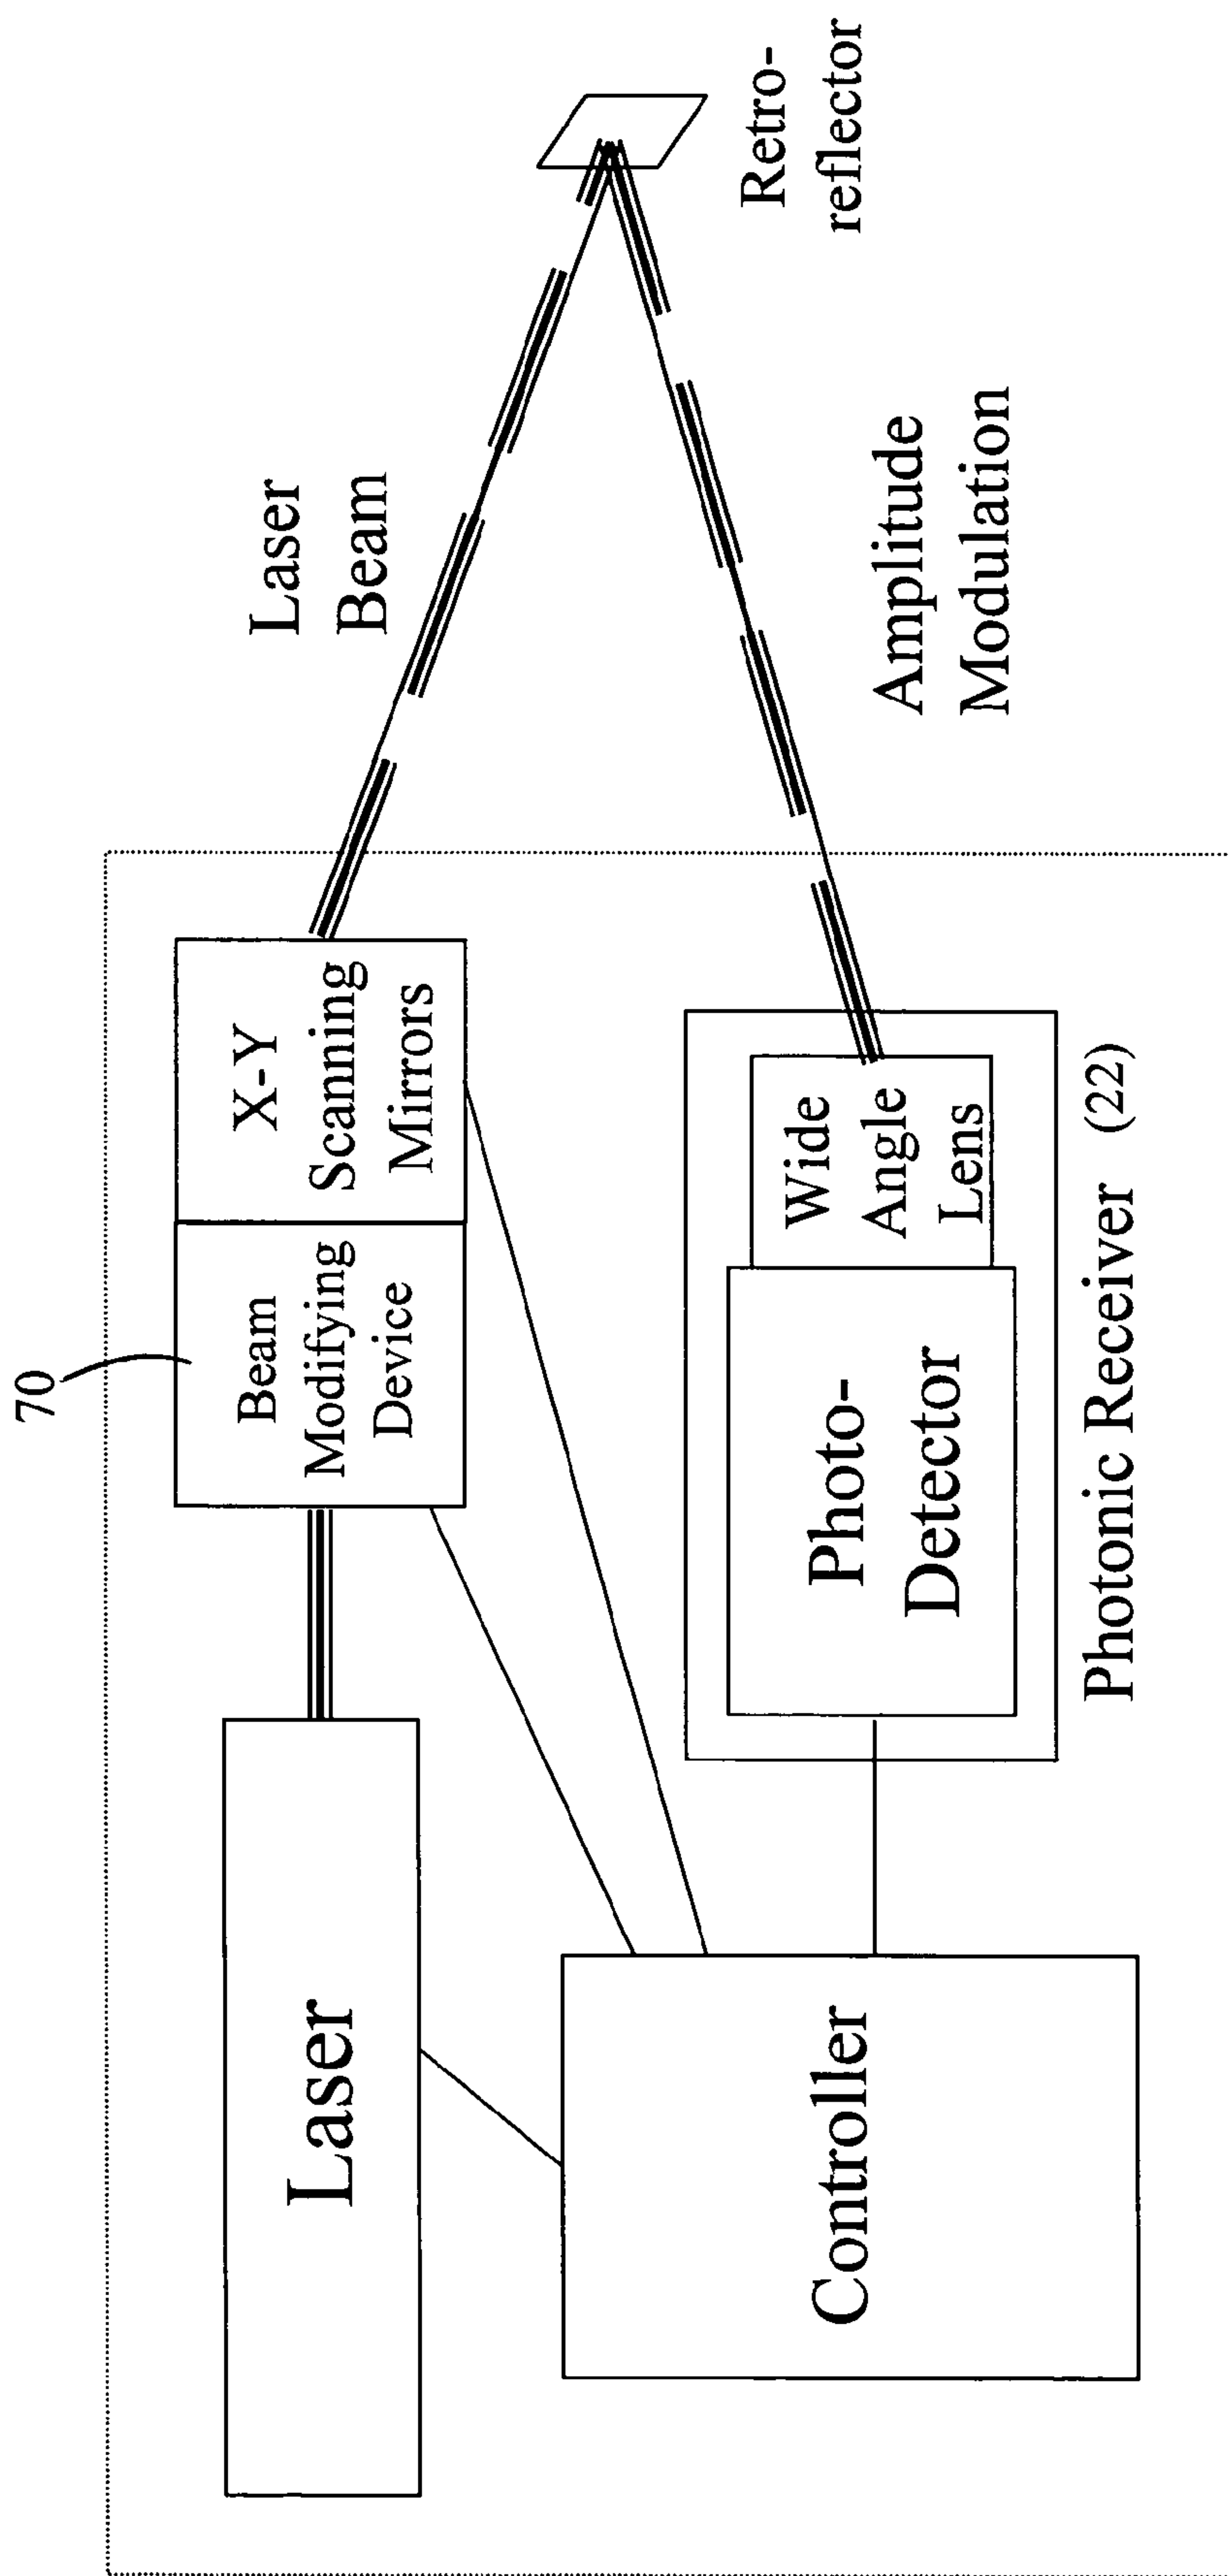 70
Laser
Beam
Modifying
Device
X-Y
Scanning
Mirrors
Laser
Beam
Retro-
reflector
Amplitude
Modulation
Controller
Photo-
Detector
Wide
Angle
Lens
Photonic Receiver (22)